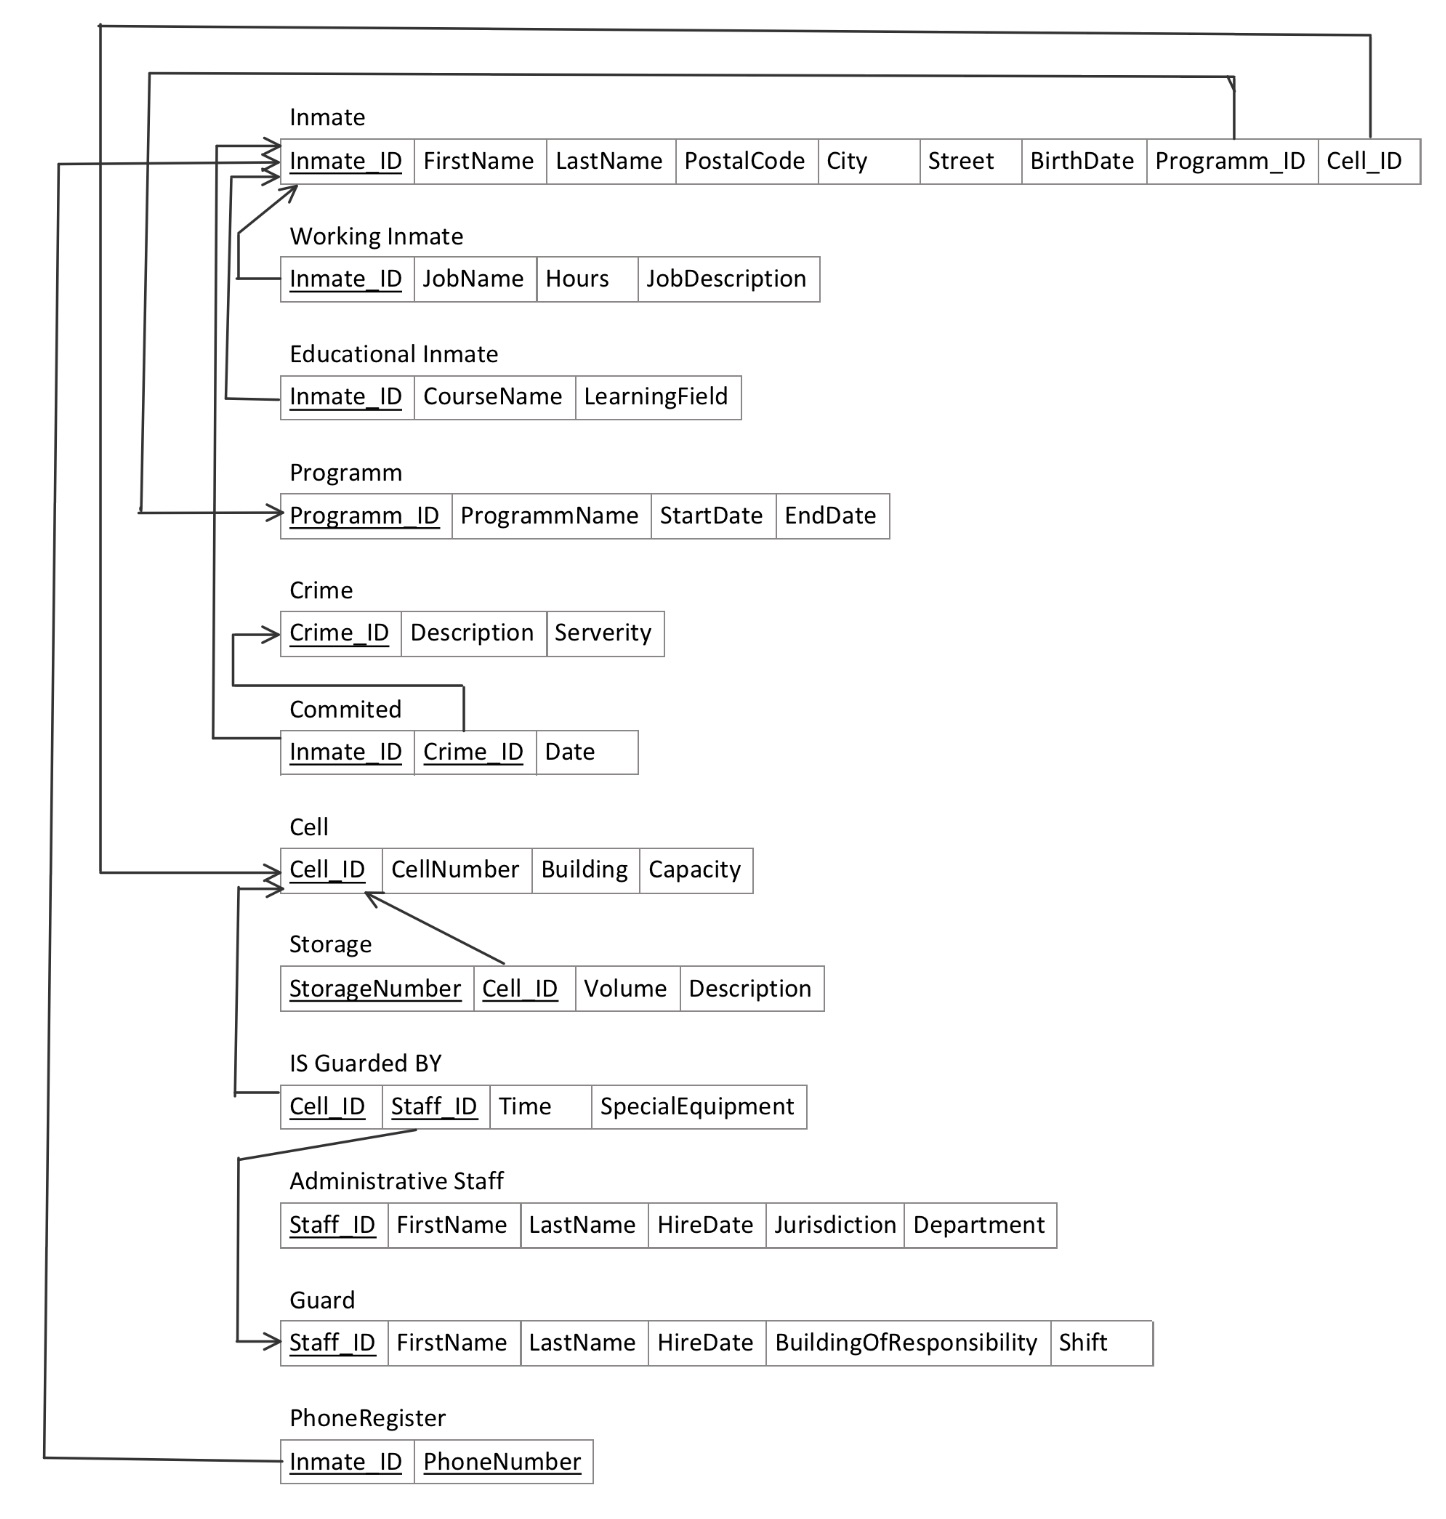 Inmate
Inmate_ID FirstName LastName PostalCode City Street BirthDate Programm_ID Cell_ID
Working Inmate
Inmate_ID JobName Hours JobDescription
Educational Inmate
Inmate_ID CourseName LearningField
Programm
Programm_ID ProgrammName StartDate EndDate
Crime
Crime_ID Description Serverity
Commited
Inmate_ID Crime_ID Date
Cell
Cell_ID CellNumber Building Capacity
Storage
StorageNumber Cell_ID Volume Description
IS Guarded BY
Cell_ID Staff_ID Time SpecialEquipment
Administrative Staff
Staff_ID FirstName LastName HireDate Jurisdiction Department
Guard
Staff_ID FirstName LastName HireDate BuildingOfResponsibility Shift
PhoneRegister
Inmate_ID PhoneNumber